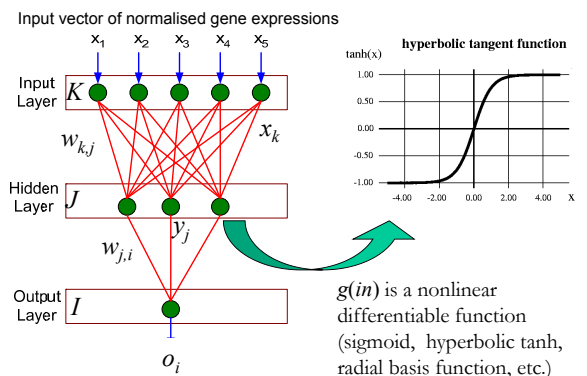 Input vector of normalised gene expressions
x1 x2 x3 x4 x5
Input
Layer
K
wk,j
xk
Hidden
Layer
J
yj
wj,i
Output
Layer
I
oi
hyperbolic tangent function
tanh(x)
1.00
0.50
0.00
-0.50
-1.00
-4.00 -2.00 0.00 2.00 4.00 X
g(in) is a nonlinear
differentiable function
(sigmoid, hyperbolic tanh,
radial basis function, etc.)